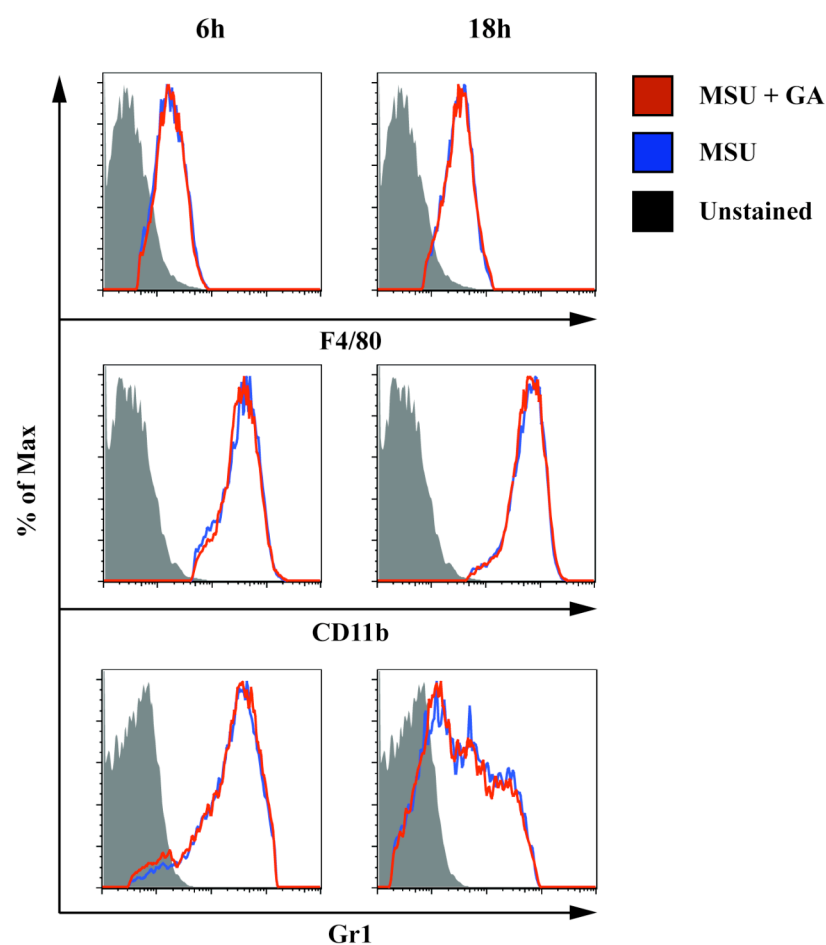 6h
18h
MSU + GA
MSU
Unstained
F4/80
% of Max
CD11b
Gr1